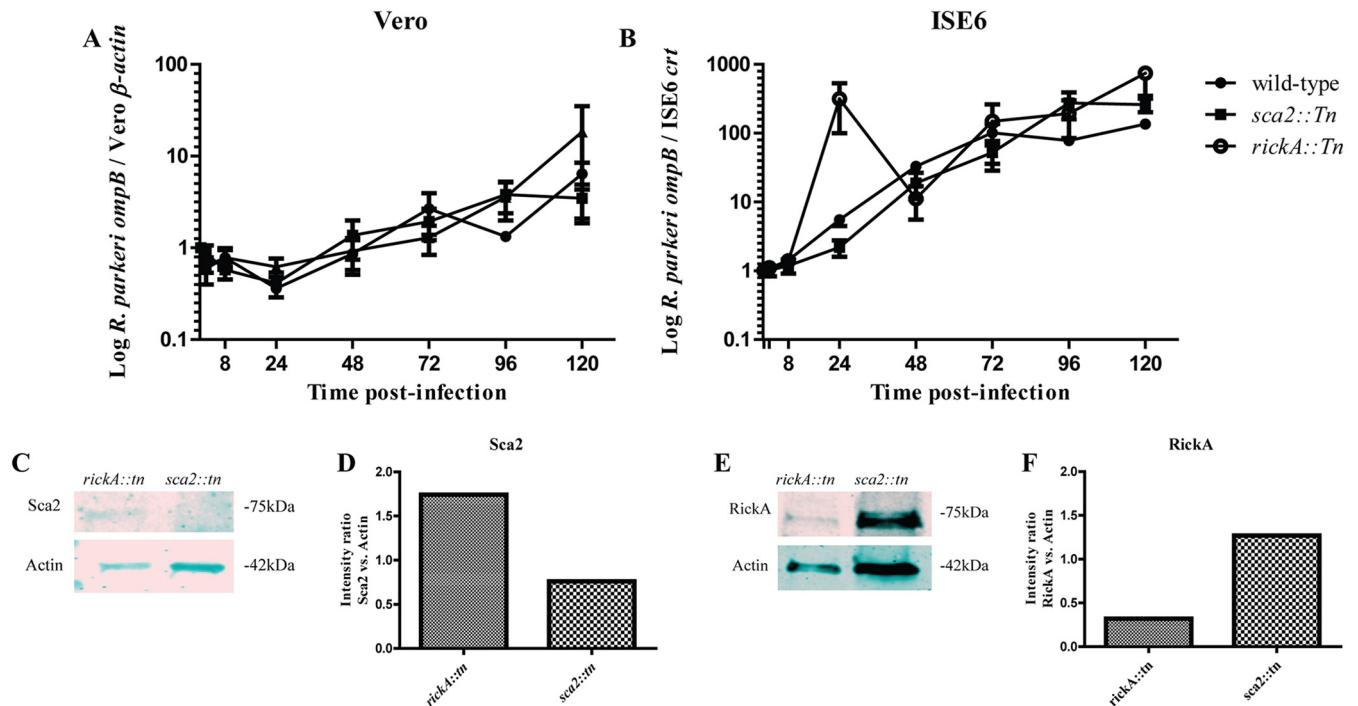 A
Vero
Log R. parkeri ompB / Vero β-actin
100
10
1
0.1
8 24 48 72 96 120
Time post-infection
B
ISE6
Log R. parkeri ompB / ISE6 crt
1000
100
10
1
0.1
8 24 48 72 96 120
Time post-infection
wild-type
sca2::Tn
rickA::Tn
C
rickA::tn sca2::tn
Sca2
-75kDa
Actin
-42kDa
D
Sca2
Intensity ratio
Sca2 vs. Actin
2.0
1.5
1.0
0.5
0.0
rickA::tn
sca2::tn
E
rickA::tn sca2::tn
RickA
-75kDa
Actin
-42kDa
F
RickA
Intensity ratio
RickA vs. Actin
2.0
1.5
1.0
0.5
0.0
rickA::tn
sca2::tn